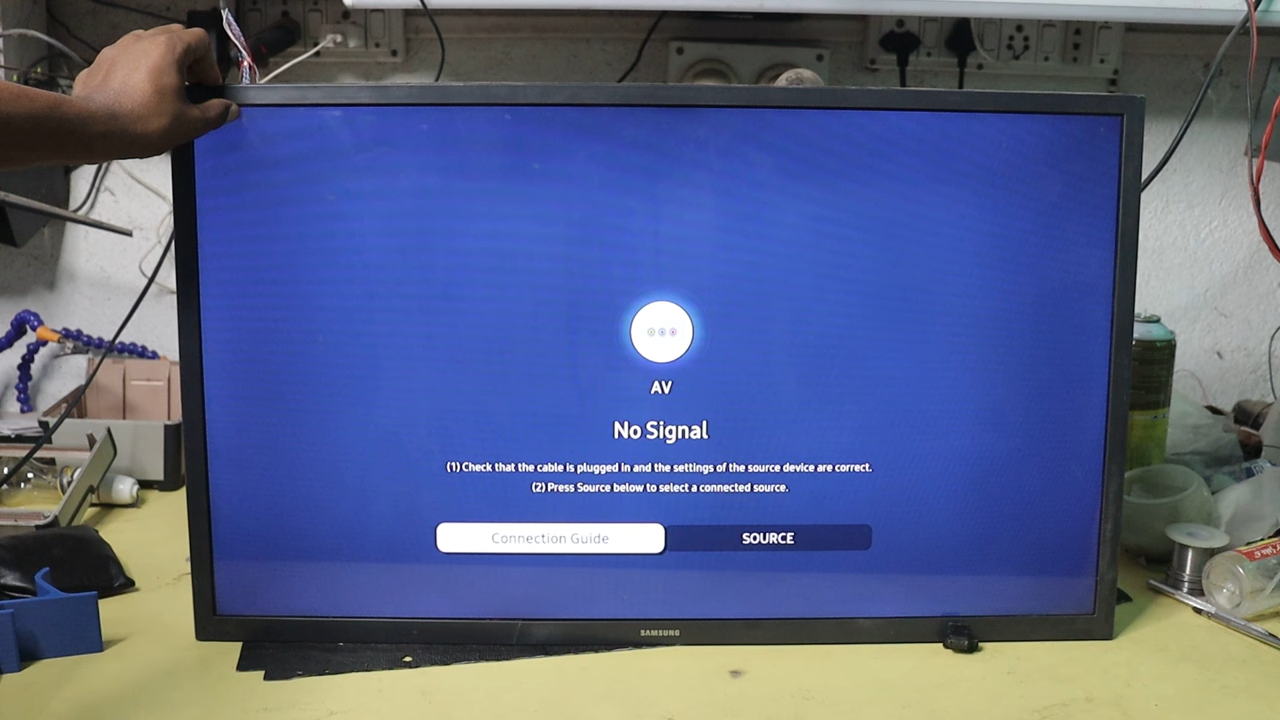 AV
No Signal
(1) Check that the cable is plugged in and the settings of the source device are correct.
(2) Press Source below to select a connected source.
Connection Guide
SOURCE
SAMSUNG